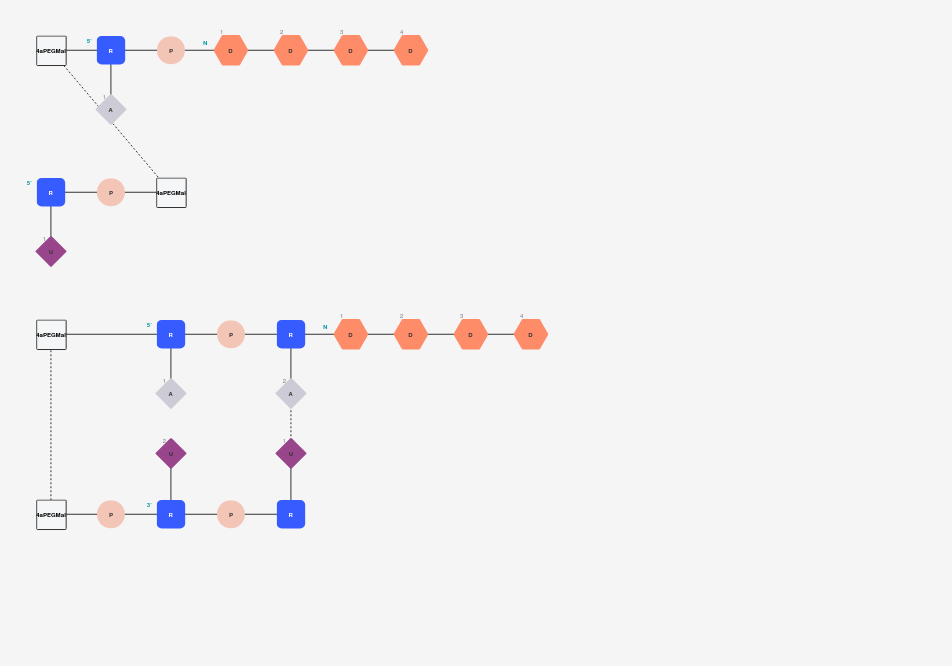 1 2 3 4
4aPEGMal 5' R P N D D D D
1
A
5' R P 4aPEGMal
1
U
1 2 3 4
4aPEGMal 5' R P R N D D D D
1 2
A A
2 1
U U
4aPEGMal P 3' R P R